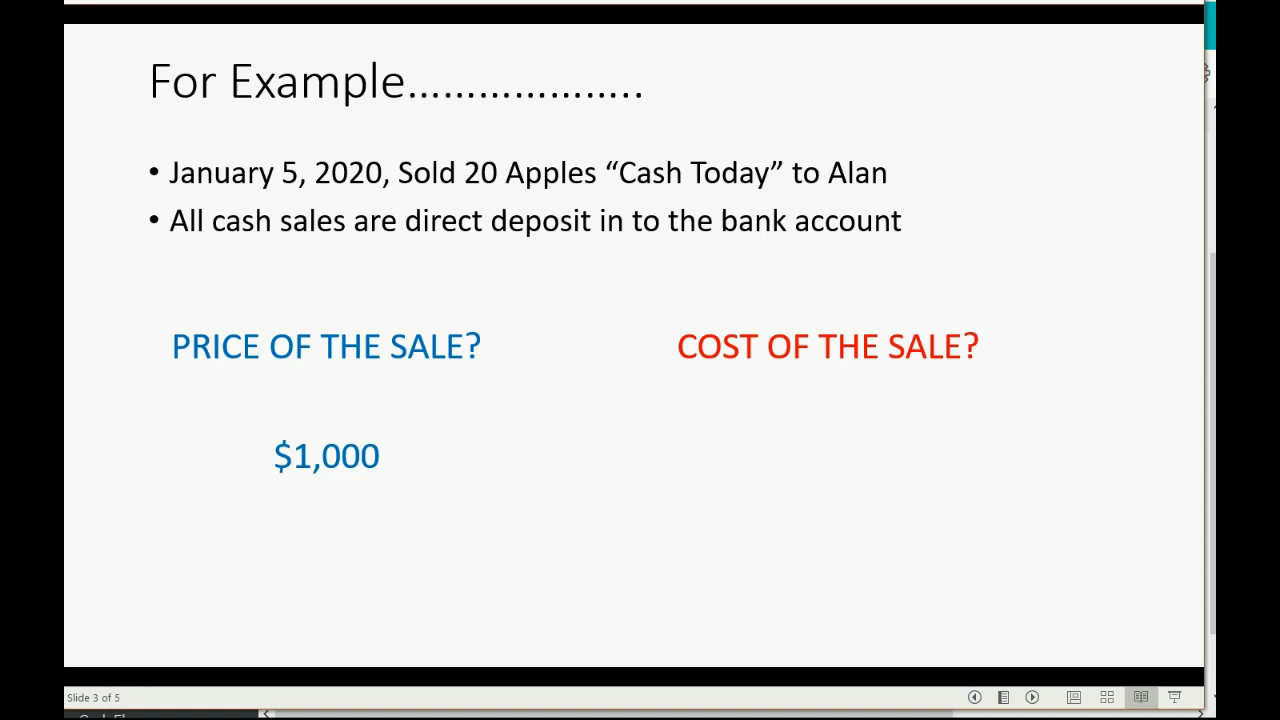 For Example………………..
• January 5, 2020, Sold 20 Apples “Cash Today” to Alan
• All cash sales are direct deposit in to the bank account
PRICE OF THE SALE?
COST OF THE SALE?
$1,000
Slide 3 of 5